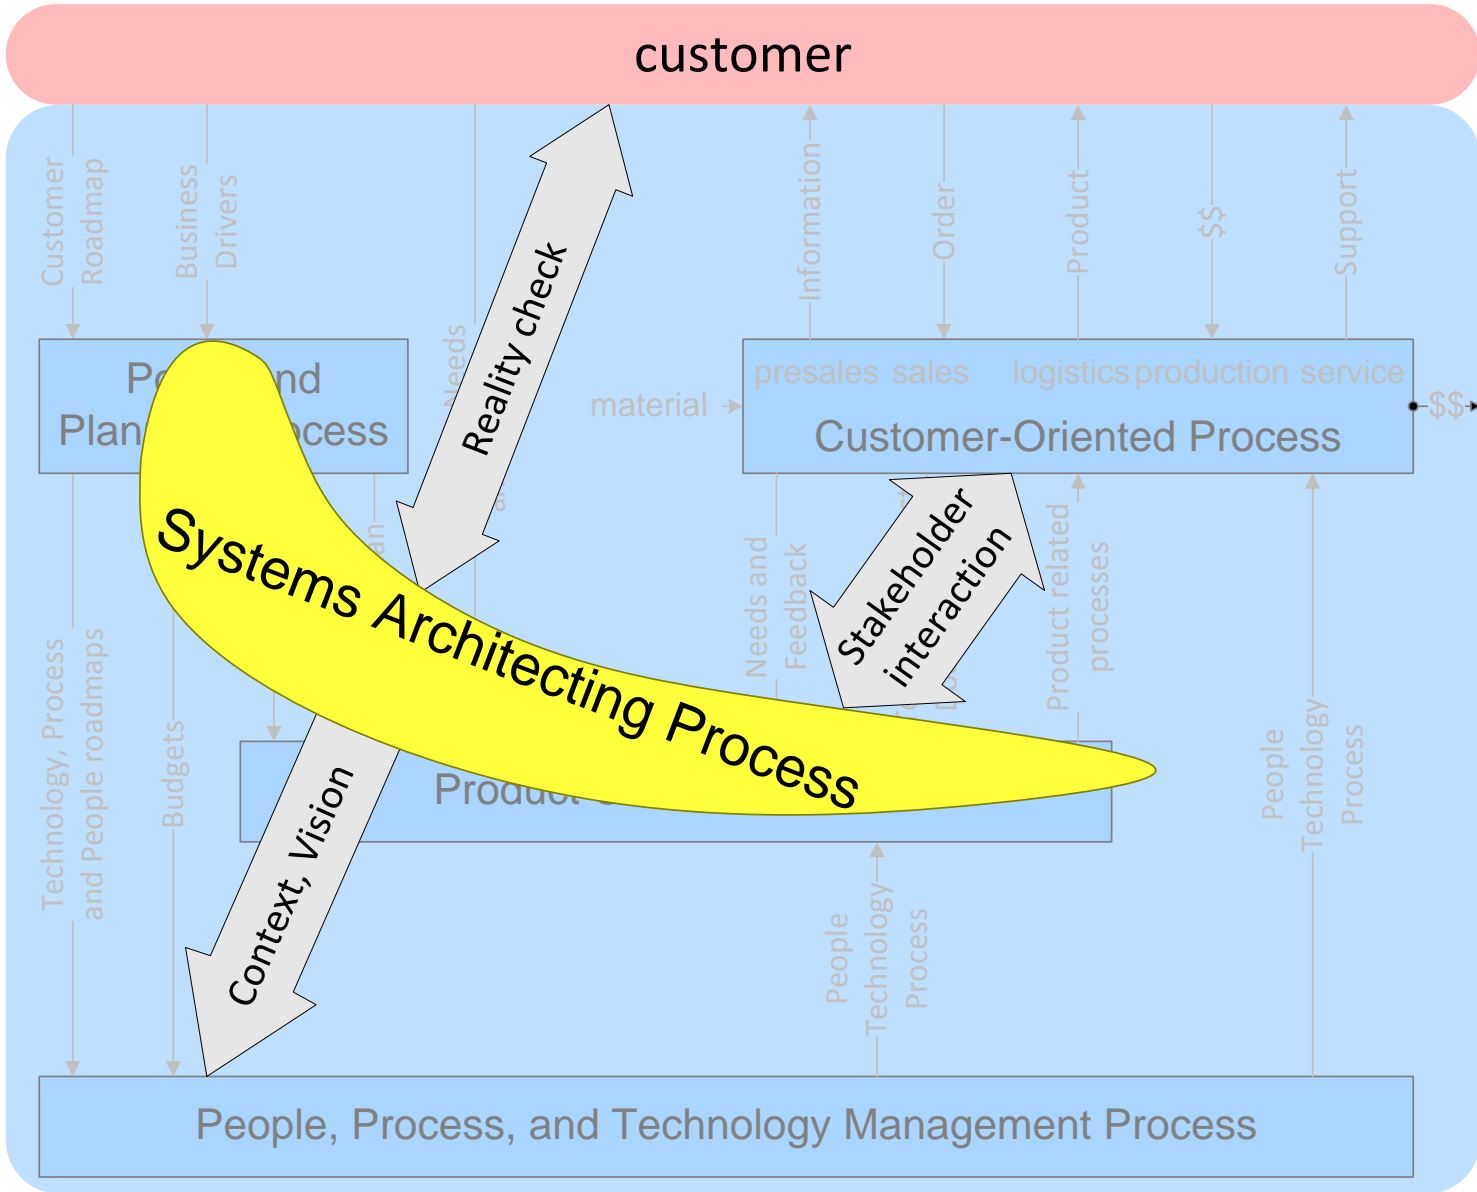 customer
Customer
Roadmap
Business
Drivers
Needs
Reality check
Information
Order
Product
$$
Support
presales sales logistics production service
material
Customer-Oriented Process
$$
Systems Architecting Process
Stakeholder
interaction
Needs and
Feedback
Product related
processes
Technology, Process
and People roadmaps
Budgets
Context, Vision
People
Technology
Process
People
Technology
Process
People, Process, and Technology Management Process